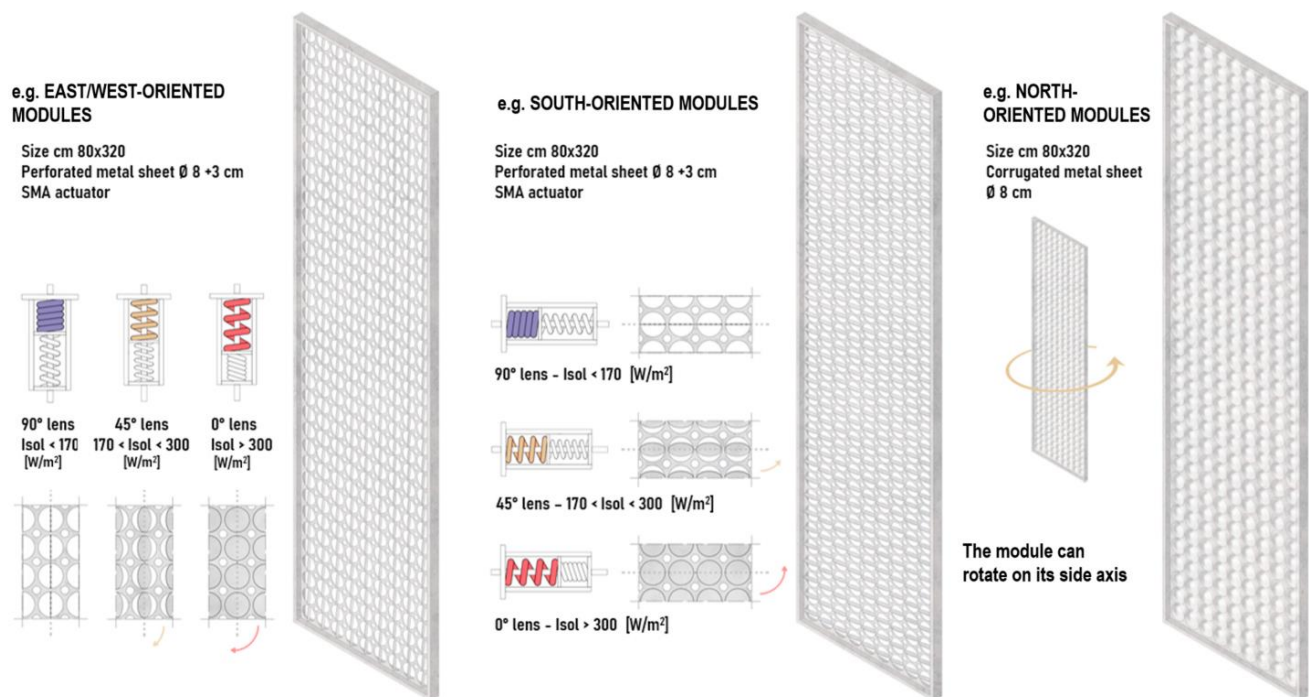 e.g. EAST/WEST-ORIENTED
MODULES
Size cm 80x320
Perforated metal sheet Ø 8 +3 cm
SMA actuator
90° lens
Isol < 170
[W/m²]
45° lens
170 < Isol < 300
[W/m²]
0° lens
Isol > 300
[W/m²]
e.g. SOUTH-ORIENTED MODULES
Size cm 80x320
Perforated metal sheet Ø 8 +3 cm
SMA actuator
90° lens - Isol < 170 [W/m²]
45° lens - 170 < Isol < 300 [W/m²]
0° lens - Isol > 300 [W/m²]
e.g. NORTH-
ORIENTED MODULES
Size cm 80x320
Corrugated metal sheet
Ø 8 cm
The module can
rotate on its side axis